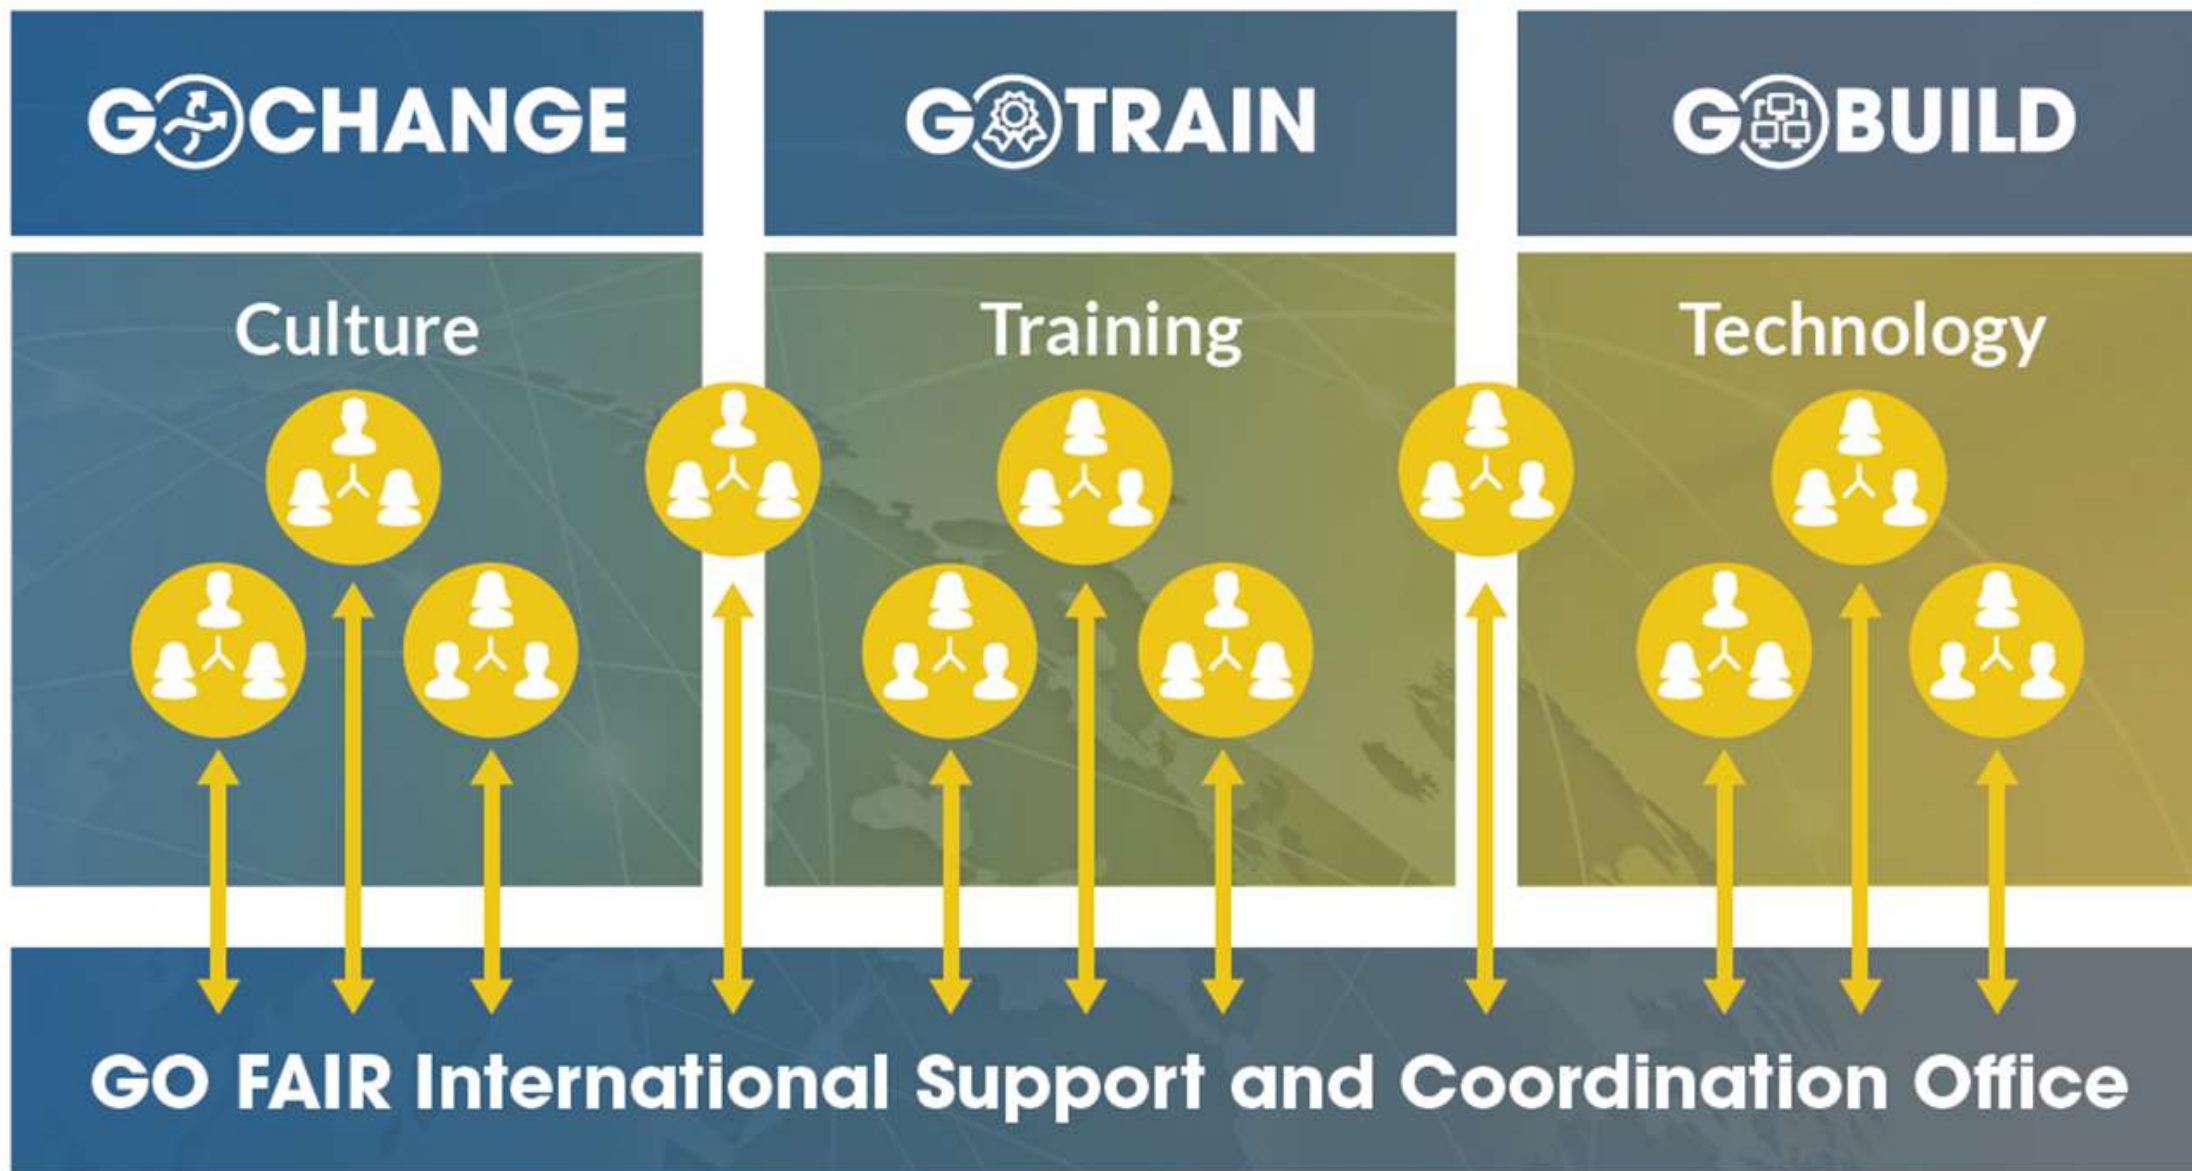 GO CHANGE
GO TRAIN
GO BUILD
Culture
Training
Technology
GO FAIR International Support and Coordination Office